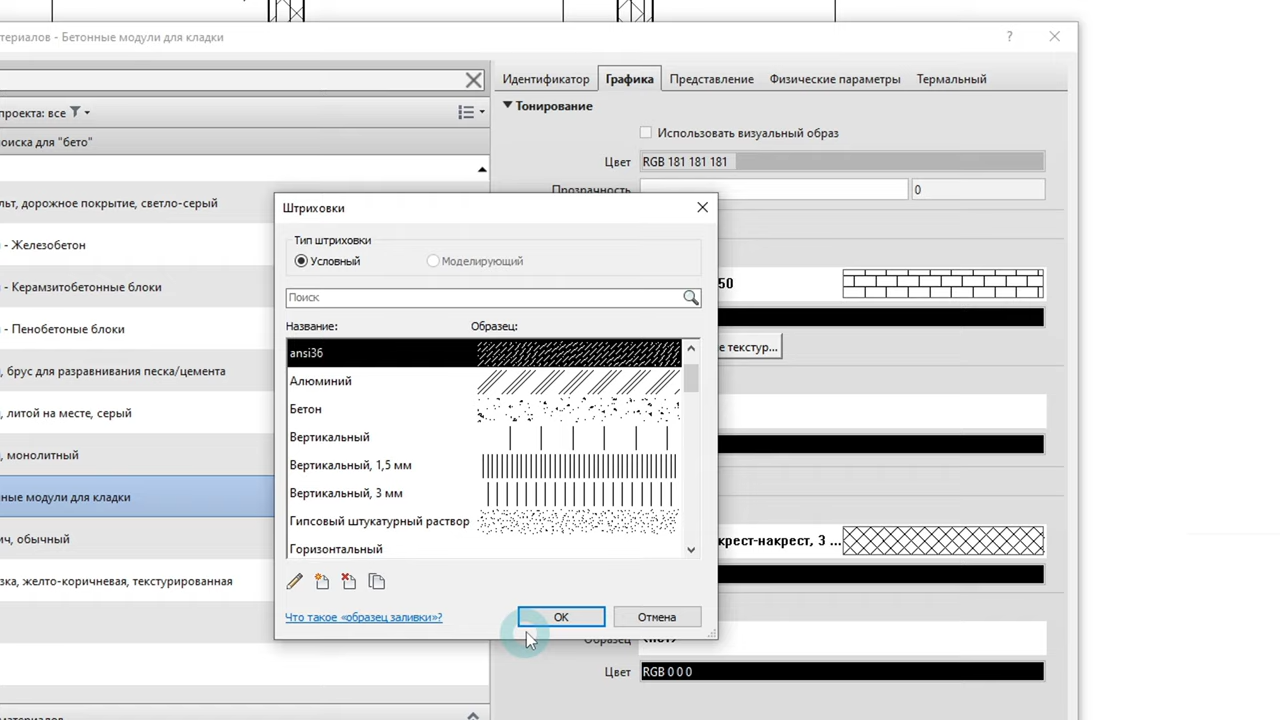 териалов - Бетонные модули для кладки
?
проекта: все
поиска для "бето"
льт, дорожное покрытие, светло-серый
- Железобетон
- Керамзитобетонные блоки
- Пенобетоные блоки
, брус для разравнивания песка/цемента
, литой на месте, серый
, монолитный
ные модули для кладки
ич, обычный
зка, желто-коричневая, текстурированная
Идентификатор Графика Представление Физические параметры Термальный
Тонирование
Использовать визуальный образ
Цвет RGB 181 181 181
Прозрачность 0
50
е текстур...
крест-накрест, 3 ...
Образец
Цвет RGB 0 0 0
Штриховки
Тип штриховки
Условный Моделирующий
Поиск
Название: Образец:
ansi36
Алюминий
Бетон
Вертикальный
Вертикальный, 1,5 мм
Вертикальный, 3 мм
Гипсовый штукатурный раствор
Горизонтальный
Что такое «образец заливки»?
ОК Отмена